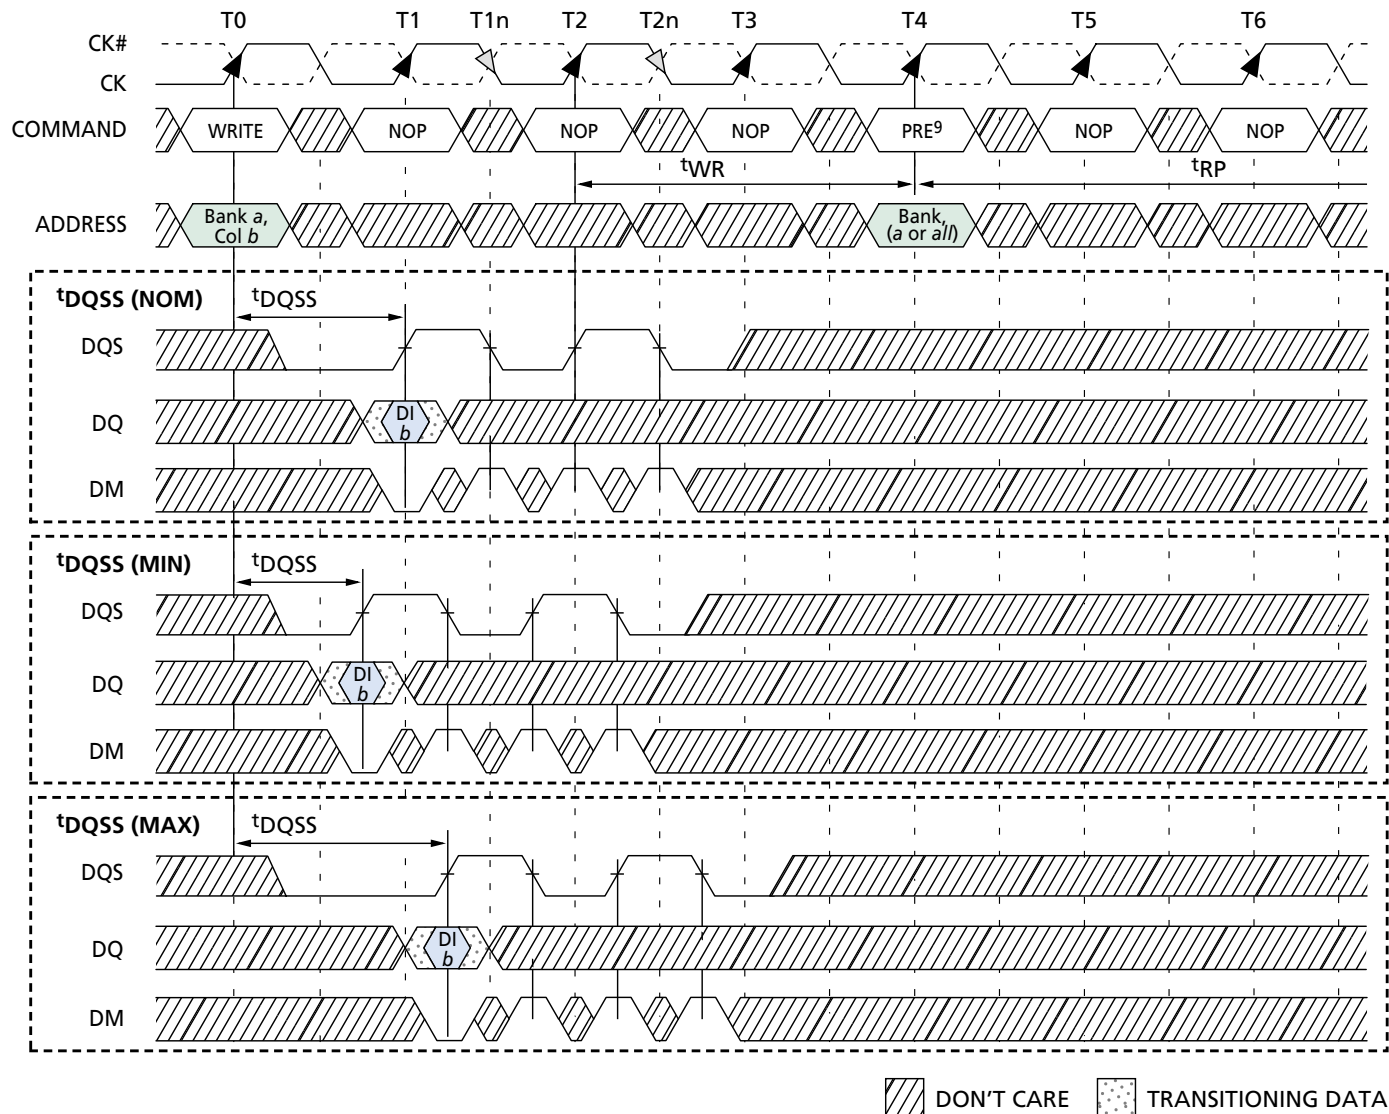 T0 T1 T1n T2 T2n T3 T4 T5 T6
CK#
CK
COMMAND WRITE NOP NOP NOP PRE9 NOP NOP
tWR tRP
ADDRESS Bank a, Col b Bank, (a or all)
tDQSS (NOM) tDQSS
DQS
DQ DI b
DM
tDQSS (MIN) tDQSS
DQS
DQ DI b
DM
tDQSS (MAX) tDQSS
DQS
DQ DI b
DM
DON'T CARE TRANSITIONING DATA